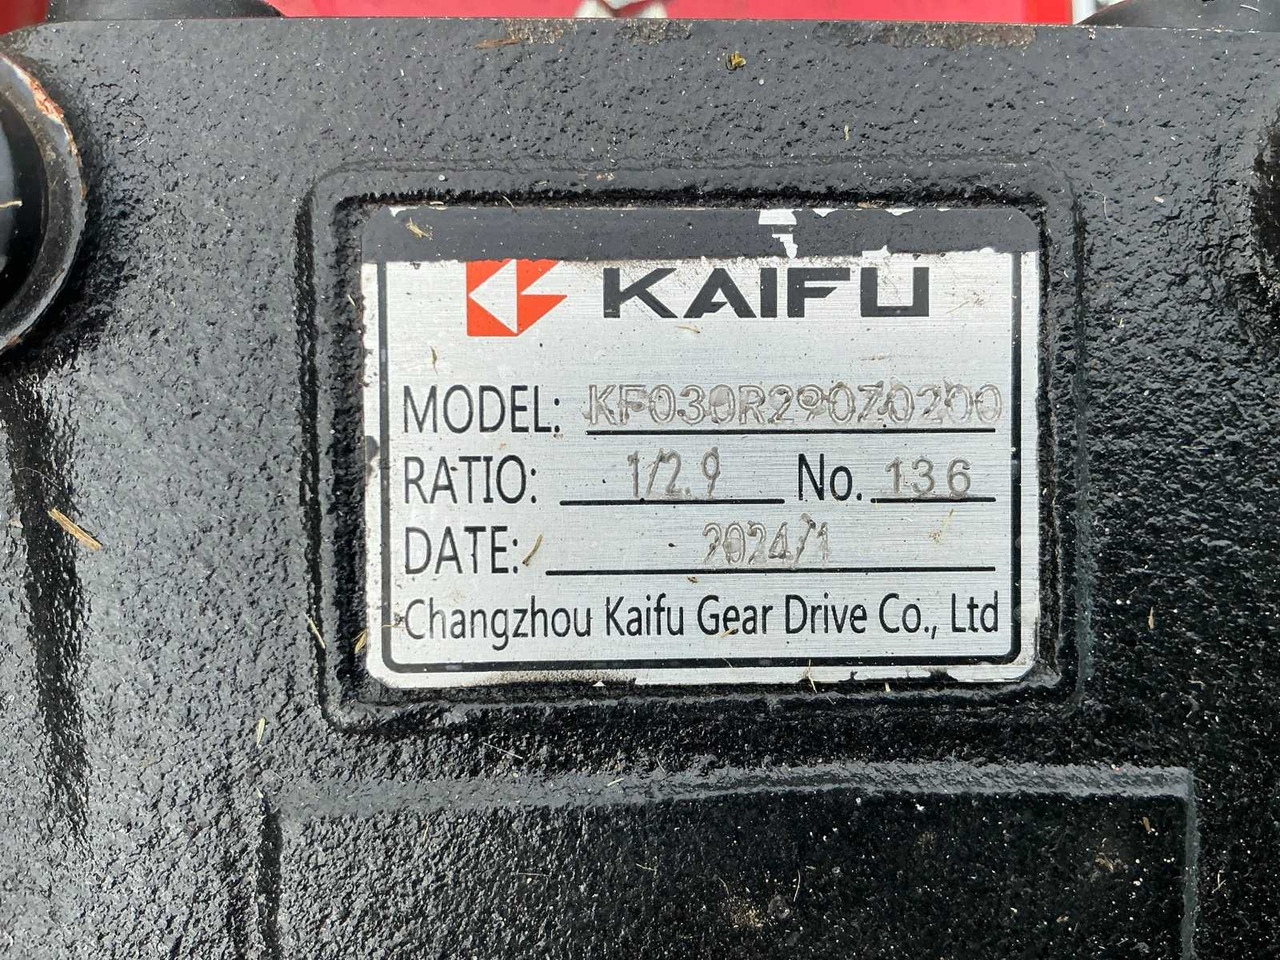 KAIFU
MODEL: KF030R290Z0200
RATIO: 1/2.9 No. 136
DATE: 2024/1
Changzhou Kaifu Gear Drive Co., Ltd